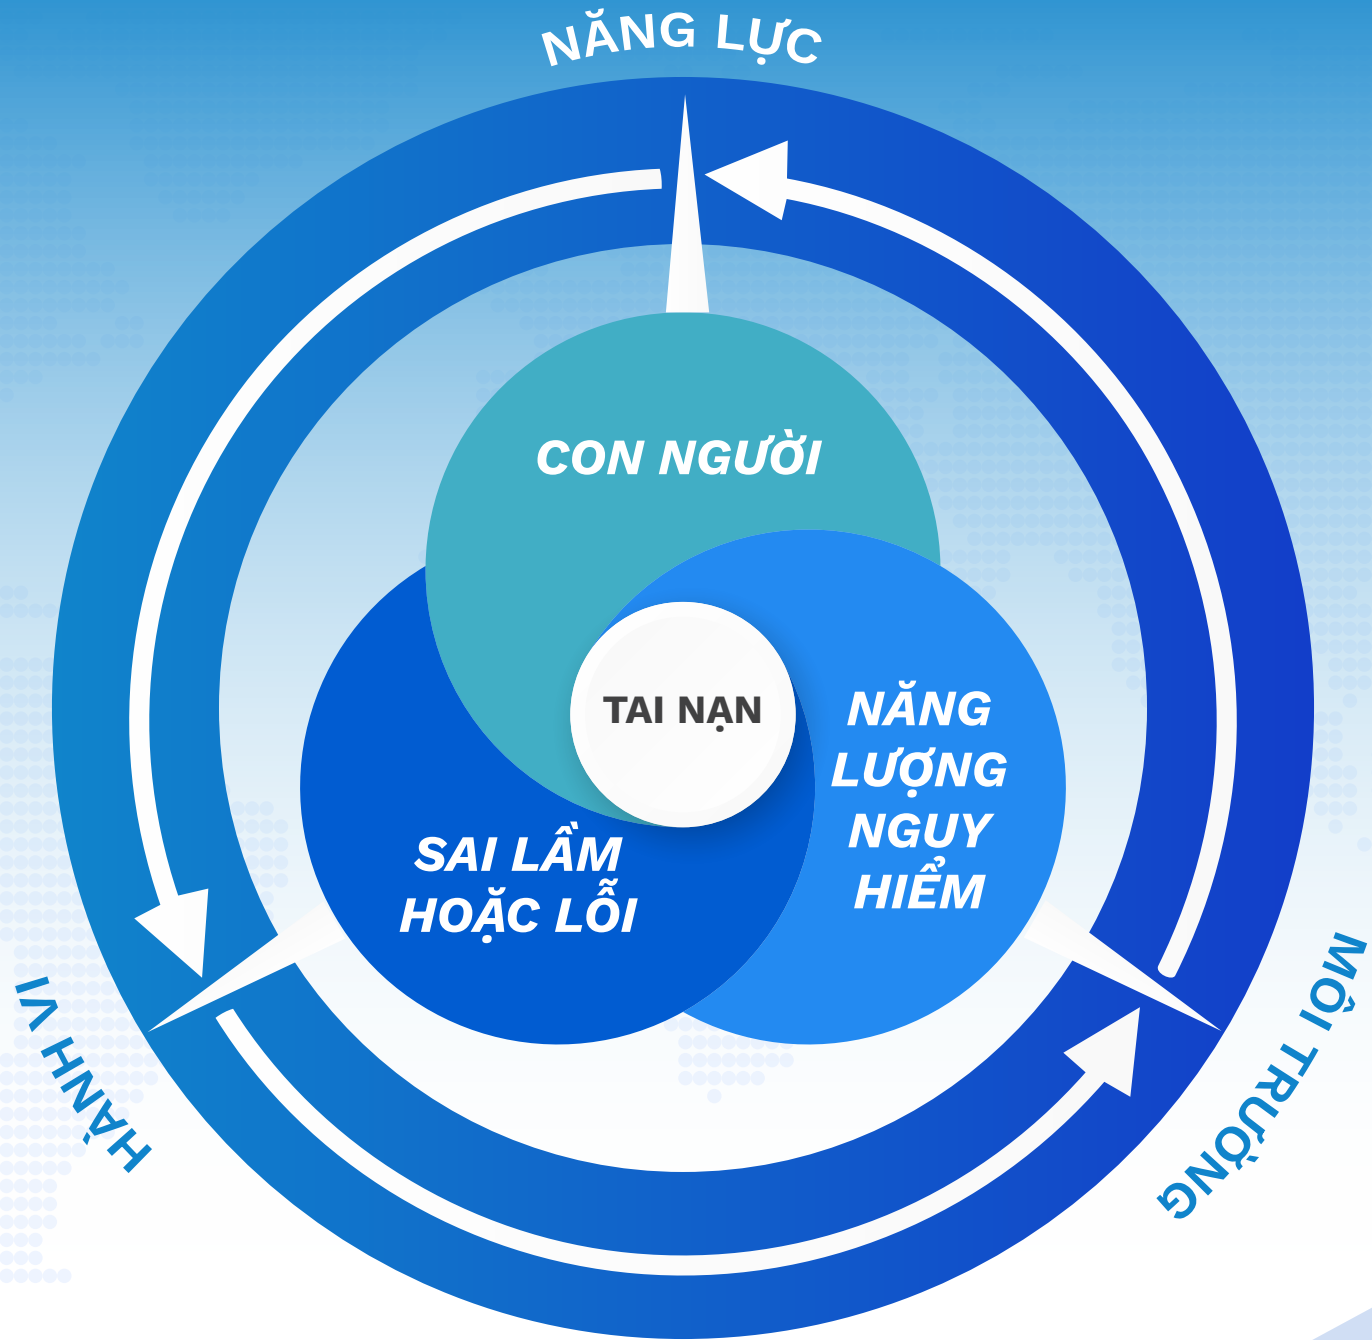 NĂNG LỰC
CON NGƯỜI
TAI NẠN
NĂNG
LƯỢNG
NGUY
HIỂM
SAI LẦM
HOẶC LỖI
HÀNH VI
MÔI TRƯỜNG